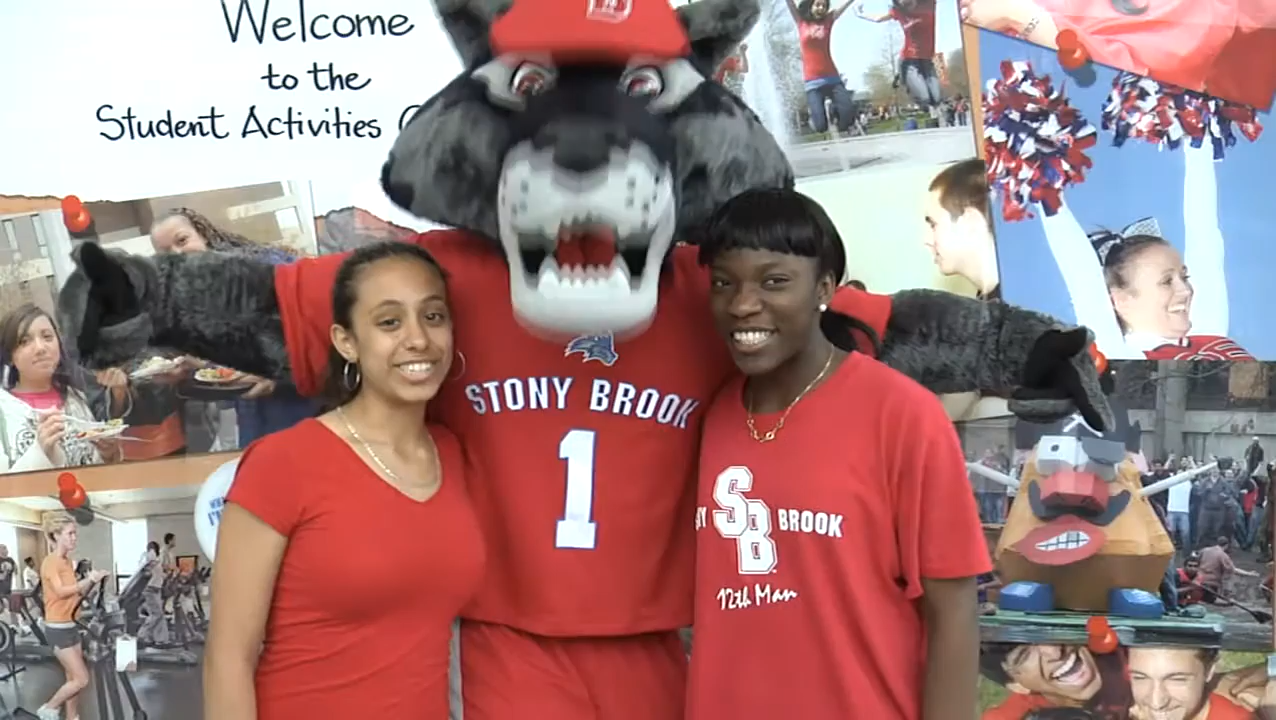 Welcome
to the
Student Activities
STONY BROOK
1
SB BROOK
12th Man